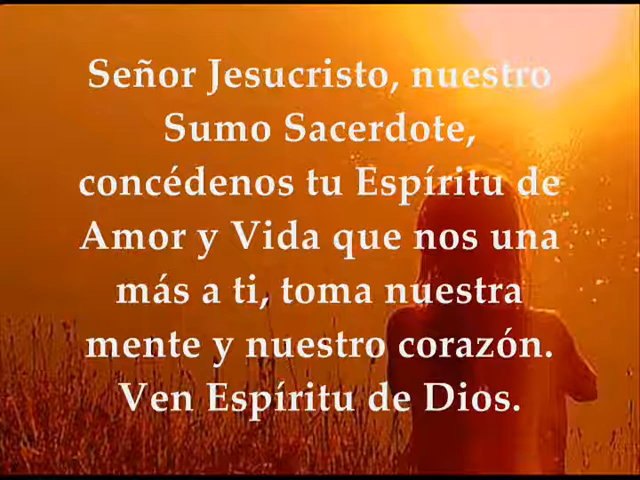 Señor Jesucristo, nuestro
Sumo Sacerdote,
concédenos tu Espíritu de
Amor y Vida que nos una
más a ti, toma nuestra
mente y nuestro corazón.
Ven Espíritu de Dios.